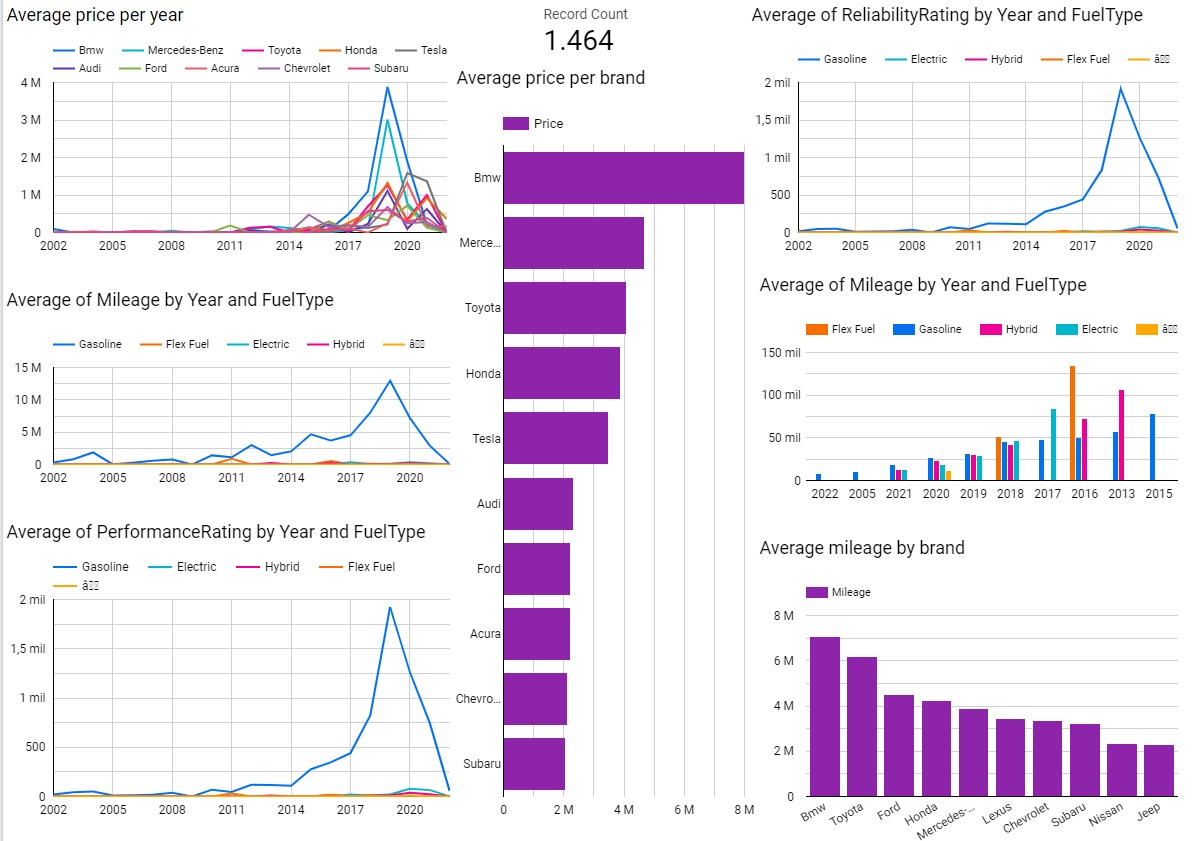 Average price per year
Bmw Mercedes-Benz Toyota Honda Tesla
Audi Ford Acura Chevrolet Subaru
4 M
3 M
2 M
1 M
0
2002 2005 2008 2011 2014 2017 2020
Average of Mileage by Year and FuelType
Gasoline Flex Fuel Electric Hybrid â
15 M
10 M
5 M
0
2002 2005 2008 2011 2014 2017 2020
Average of PerformanceRating by Year and FuelType
Gasoline Electric Hybrid Flex Fuel
â
2 mil
1,5 mil
1 mil
500
0
2002 2005 2008 2011 2014 2017 2020
Record Count
1.464
Average price per brand
Price
Bmw
Merce...
Toyota
Honda
Tesla
Audi
Ford
Acura
Chevro...
Subaru
0 2 M 4 M 6 M 8 M
Average of ReliabilityRating by Year and FuelType
Gasoline Electric Hybrid Flex Fuel â
2 mil
1,5 mil
1 mil
500
0
2002 2005 2008 2011 2014 2017 2020
Average of Mileage by Year and FuelType
Flex Fuel Gasoline Hybrid Electric â
150 mil
100 mil
50 mil
0
2022 2005 2021 2020 2019 2018 2017 2016 2013 2015
Average mileage by brand
Mileage
8 M
6 M
4 M
2 M
0
Bmw Toyota Ford Honda Mercedes-... Lexus Chevrolet Subaru Nissan Jeep